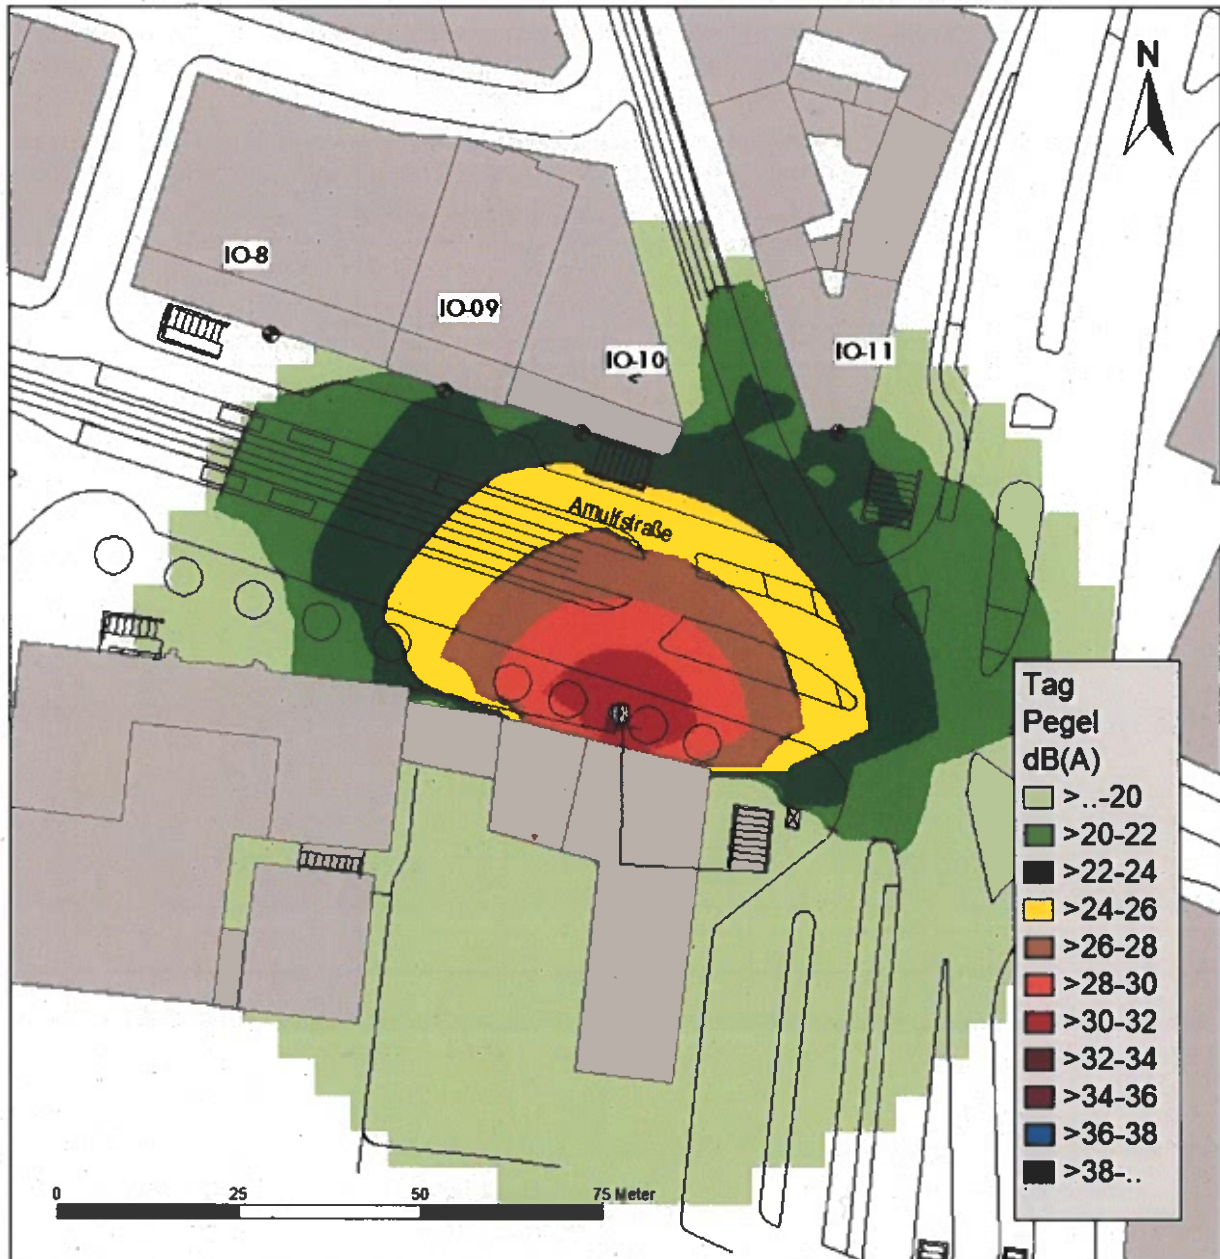 N
IO-8
IO-09
IO-10
IO-11
Arnulfstraße
Tag
Pegel
dB(A)
>..-20
>20-22
>22-24
>24-26
>26-28
>28-30
>30-32
>32-34
>34-36
>36-38
>38-..
0 25 50 75 Meter